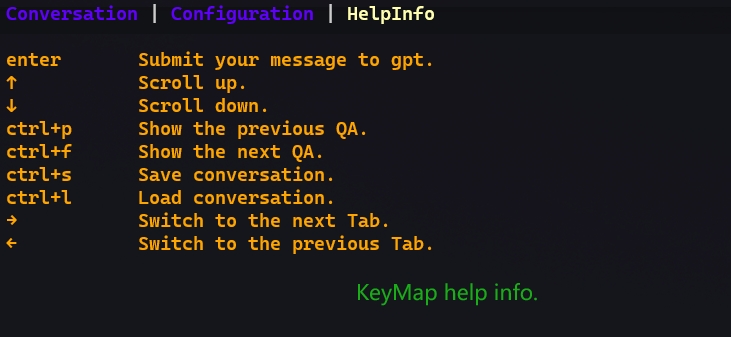 Conversation | Configuration | HelpInfo
enter Submit your message to gpt.
↑ Scroll up.
↓ Scroll down.
ctrl+p Show the previous QA.
ctrl+f Show the next QA.
ctrl+s Save conversation.
ctrl+l Load conversation.
→ Switch to the next Tab.
← Switch to the previous Tab.
KeyMap help info.